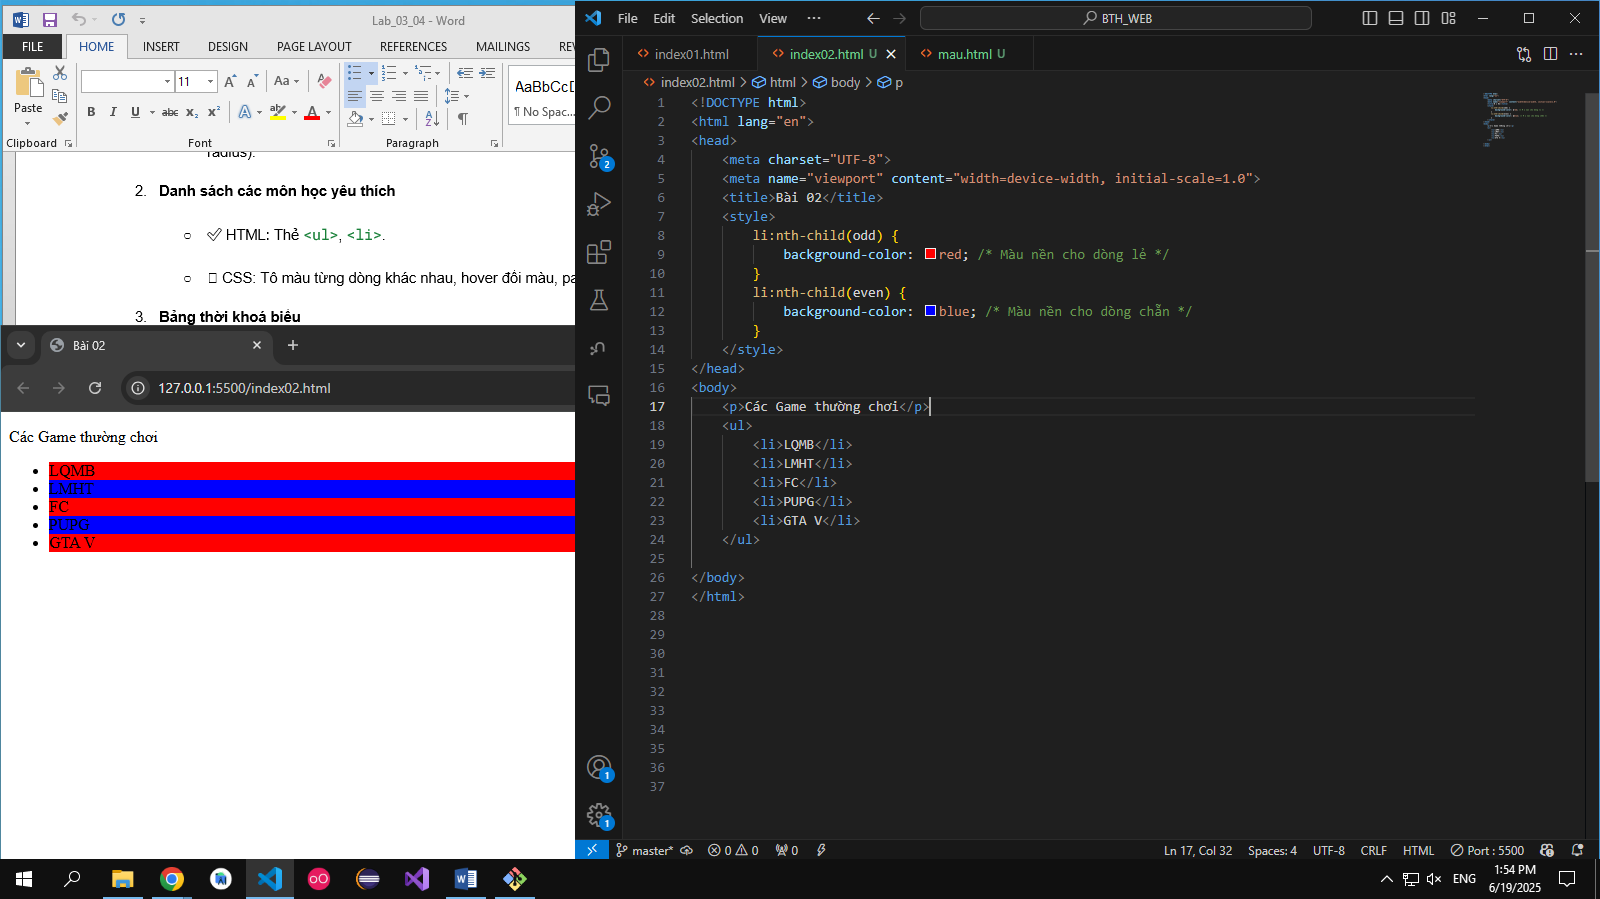 Lab_03_04 - Word
FILE HOME INSERT DESIGN PAGE LAYOUT REFERENCES MAILINGS
11 Aa
Paste B I U abc x₂ x² A A
AaBbCcD
¶ No Spac...
Clipboard Font Paragraph
radius).
2. Danh sách các môn học yêu thích
HTML: Thẻ <ul>, <li>.
CSS: Tô màu từng dòng khác nhau, hover đổi màu, pa
3. Bảng thời khoá biểu
Bài 02
127.0.0.1:5500/index02.html
Các Game thường chơi
LQMB
LMHT
FC
PUPG
GTA V
File Edit Selection View ··· BTH_WEB
index01.html index02.html U mau.html U
index02.html > html > body > p
1 <!DOCTYPE html>
2 <html lang="en">
3 <head>
4 <meta charset="UTF-8">
5 <meta name="viewport" content="width=device-width, initial-scale=1.0">
6 <title>Bài 02</title>
7 <style>
8 li:nth-child(odd) {
9 background-color: red; /* Màu nền cho dòng lẻ */
10 }
11 li:nth-child(even) {
12 background-color: blue; /* Màu nền cho dòng chẵn */
13 }
14 </style>
15 </head>
16 <body>
17 <p>Các Game thường chơi</p>
18 <ul>
19 <li>LQMB</li>
20 <li>LMHT</li>
21 <li>FC</li>
22 <li>PUPG</li>
23 <li>GTA V</li>
24 </ul>
25
26 </body>
27 </html>
28
29
30
31
32
33
34
35
36
37
2
1
1
master* 0 0 0 Ln 17, Col 32 Spaces: 4 UTF-8 CRLF HTML Port : 5500
ENG 1:54 PM
6/19/2025